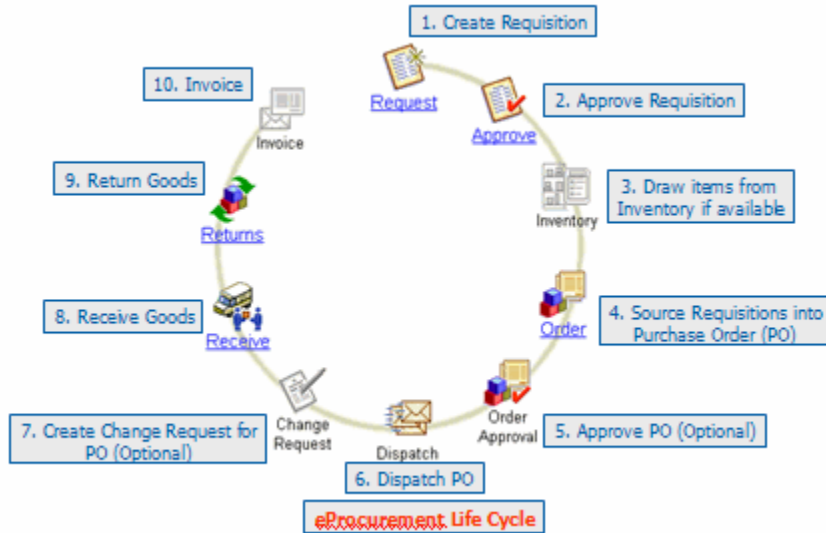 1. Create Requisition
Request
2. Approve Requisition
Approve
3. Draw items from
Inventory if available
Inventory
4. Source Requisitions into
Purchase Order (PO)
Order
5. Approve PO (Optional)
Order
Approval
6. Dispatch PO
Dispatch
7. Create Change Request for
PO (Optional)
Change
Request
8. Receive Goods
Receive
9. Return Goods
Returns
10. Invoice
Invoice
eProcurement Life Cycle